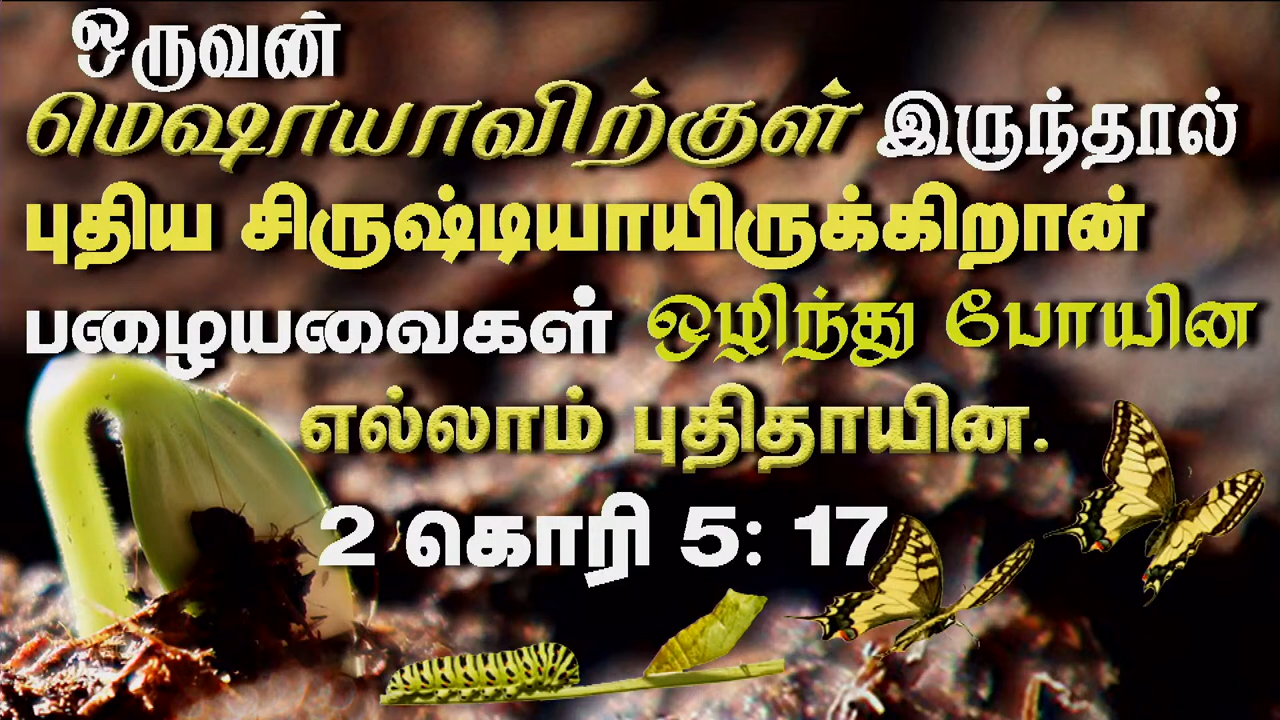 ஒருவன்
மெஷாயாவிற்குள் இருந்தால்
புதிய சிருஷ்டியாயிருக்கிறான்
பழையவைகள் ஒழிந்து போயின
எல்லாம் புதிதாயின.
2 கொரி 5: 17